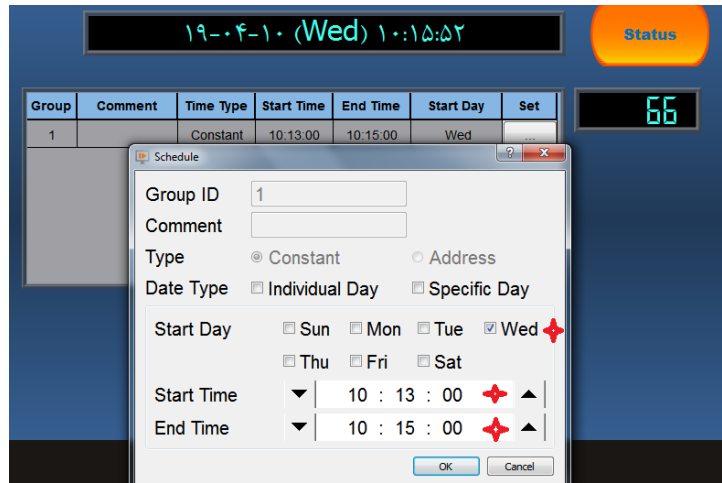 ۱۹-۰۴-۱۰ (Wed) ۱۰:۱۵:۵۲
Status
Group Comment Time Type Start Time End Time Start Day Set
66
1 Constant 10:13:00 10:15:00 Wed ...
Schedule
Group ID 1
Comment
Type Constant Address
Date Type Individual Day Specific Day
Start Day Sun Mon Tue Wed
Thu Fri Sat
Start Time 10 : 13 : 00
End Time 10 : 15 : 00
OK Cancel